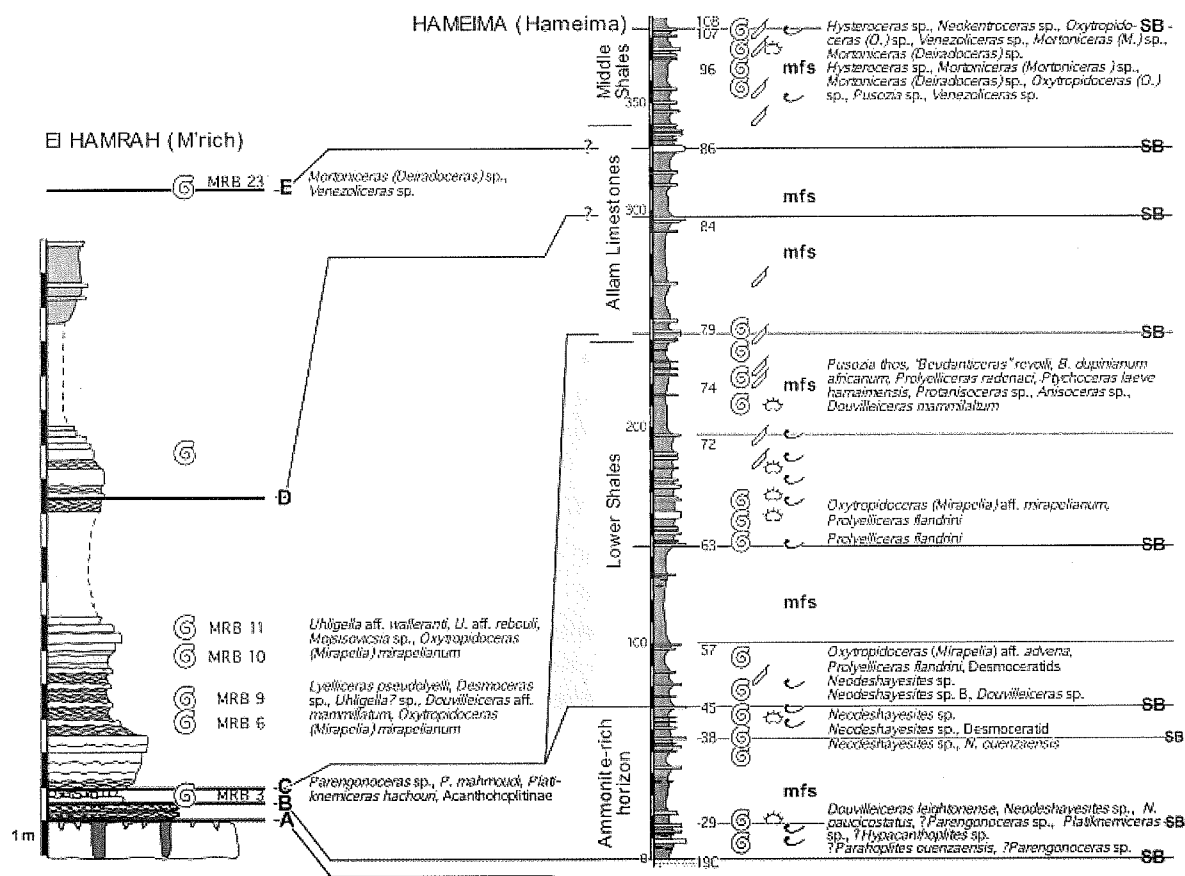 HAMEIMA (Hameima)
El HAMRAH (M'rich)
MRB 23
E
Mortoniceras (Deiradoceras) sp.,
Venezoliceras sp.
D
MRB 11
MRB 10
Uhligella aff. walleranti, U. aff. rebouli,
Mojsisovicsia sp., Oxytropidoceras
(Mirapelia) mirapelianum
MRB 9
MRB 6
Lyelliceras pseudolyelli, Desmoceras
sp., Uhligella? sp., Douvilleiceras aff.
mammillatum, Oxytropidoceras
(Mirapelia) mirapelianum
MRB 3
C
B
A
Parengonoceras sp., P. mahmoudi, Plati-
knemiceras hachouri, Acanthohoplitinae
1 m
Middle
Shales
Allam Limestones
Lower Shales
Ammonite-rich
horizon
?
?
350
300
200
100
0
108
107
96
86
84
79
74
72
63
57
45
38
29
19C
Hysteroceras sp., Neokentroceras sp., Oxytropido- SB
ceras (O.) sp., Venezoliceras sp., Mortoniceras (M.) sp.,
Mortoniceras (Deiradoceras) sp.
mfs
Hysteroceras sp., Mortoniceras (Mortoniceras ) sp.,
Mortoniceras (Deiradoceras) sp., Oxytropidoceras (O.)
sp., Pusozia sp., Venezoliceras sp.
SB
mfs
SB
mfs
SB
Pusozia thos, "Beudanticeras" revoili, B. dupinianum
mfs africanum, Prolyelliceras radenaci, Ptychoceras laeve
hamaimensis, Protanisoceras sp., Anisoceras sp.,
Douvilleiceras mammilaltum
Oxytropidoceras (Mirapelia) aff. mirapelianum,
Prolyelliceras flandrini
Prolyelliceras flandrini
SB
mfs
Oxytropidoceras (Mirapelia) aff. advena,
Prolyelliceras flandrini, Desmoceratids
Neodeshayesites sp.
Neodeshayesites sp. B, Douvilleiceras sp.
SB
Neodeshayesites sp.
Neodeshayesites sp., Desmoceratid
SB
Neodeshayesites sp., N. ouenzaensis
mfs
Douvilleiceras leightonense, Neodeshayesites sp., N.
paucicostatus, ?Parengonoceras sp., Platiknemiceras SB
sp., ?Hypacanthoplites sp.
?Parahoplites ouenzaensis, ?Parengonoceras sp.
SB